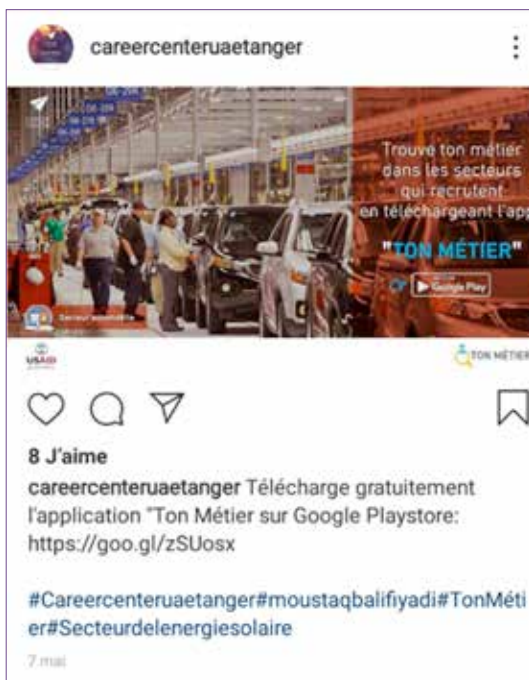 careercenteruaetanger
Trouve ton métier
dans les secteurs
qui recrutent
en téléchargeant l'app
"TON MÉTIER"
Google Play
Secteur automobile
USAID
TON MÉTIER
8 J'aime
careercenteruaetanger Télécharge gratuitement
l'application "Ton Métier sur Google Playstore:
https://goo.gl/zSUosx
#Careercenteruaetanger#moustaqbalifiyadi#TonMéti
er#Secteurdelenergiesolaire
7 mai